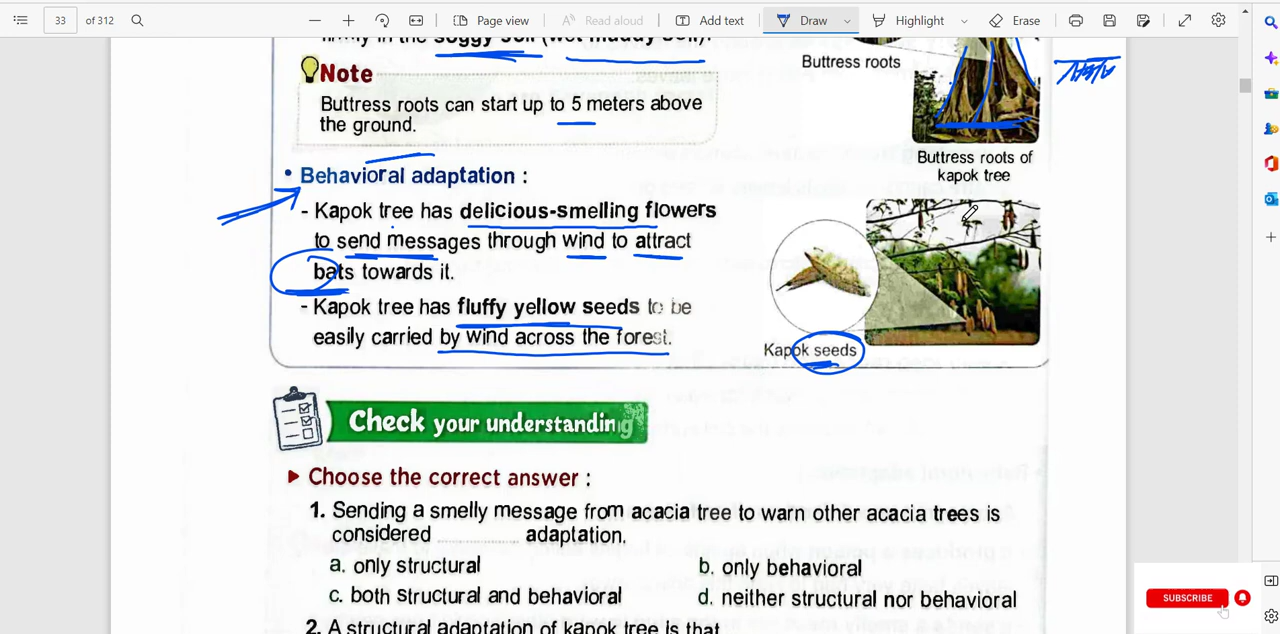 33 of 312 Page view Read aloud Add text Draw Highlight Erase
firmly in the soggy soil (wet muddy soil).
Note
Buttress roots can start up to 5 meters above
the ground.
Buttress roots
Buttress roots of
kapok tree
• Behavioral adaptation :
- Kapok tree has delicious-smelling flowers
to send messages through wind to attract
bats towards it.
- Kapok tree has fluffy yellow seeds to be
easily carried by wind across the forest.
Kapok seeds
Check your understanding
Choose the correct answer :
1. Sending a smelly message from acacia tree to warn other acacia trees is
considered adaptation.
a. only structural
b. only behavioral
c. both structural and behavioral
d. neither structural nor behavioral
2. A structural adaptation of kapok tree is that
SUBSCRIBE